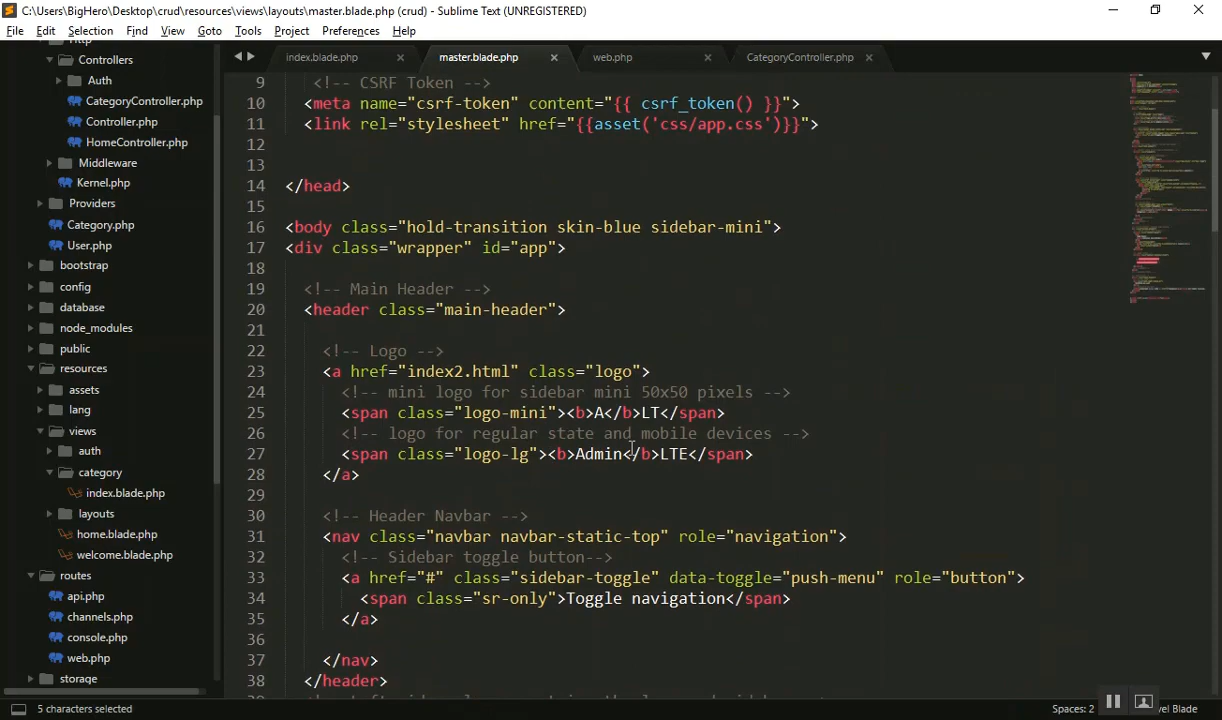 C:\Users\BigHero\Desktop\crud\resources\views\layouts\master.blade.php (crud) - Sublime Text (UNREGISTERED)
File Edit Selection Find View Goto Tools Project Preferences Help
index.blade.php master.blade.php web.php CategoryController.php
Http
Controllers
Auth
CategoryController.php
Controller.php
HomeController.php
Middleware
Kernel.php
Providers
Category.php
User.php
bootstrap
config
database
node_modules
public
resources
assets
lang
views
auth
category
index.blade.php
layouts
home.blade.php
welcome.blade.php
routes
api.php
channels.php
console.php
web.php
storage
9 <!-- CSRF Token -->
10 <meta name="csrf-token" content="{{ csrf_token() }}">
11 <link rel="stylesheet" href="{{asset('css/app.css')}}">
12
13
14 </head>
15
16 <body class="hold-transition skin-blue sidebar-mini">
17 <div class="wrapper" id="app">
18
19 <!-- Main Header -->
20 <header class="main-header">
21
22 <!-- Logo -->
23 <a href="index2.html" class="logo">
24 <!-- mini logo for sidebar mini 50x50 pixels -->
25 <span class="logo-mini"><b>A</b>LT</span>
26 <!-- logo for regular state and mobile devices -->
27 <span class="logo-lg"><b>Admin</b>LTE</span>
28 </a>
29
30 <!-- Header Navbar -->
31 <nav class="navbar navbar-static-top" role="navigation">
32 <!-- Sidebar toggle button-->
33 <a href="#" class="sidebar-toggle" data-toggle="push-menu" role="button">
34 <span class="sr-only">Toggle navigation</span>
35 </a>
36
37 </nav>
38 </header>
5 characters selected
Spaces: 2
Blade